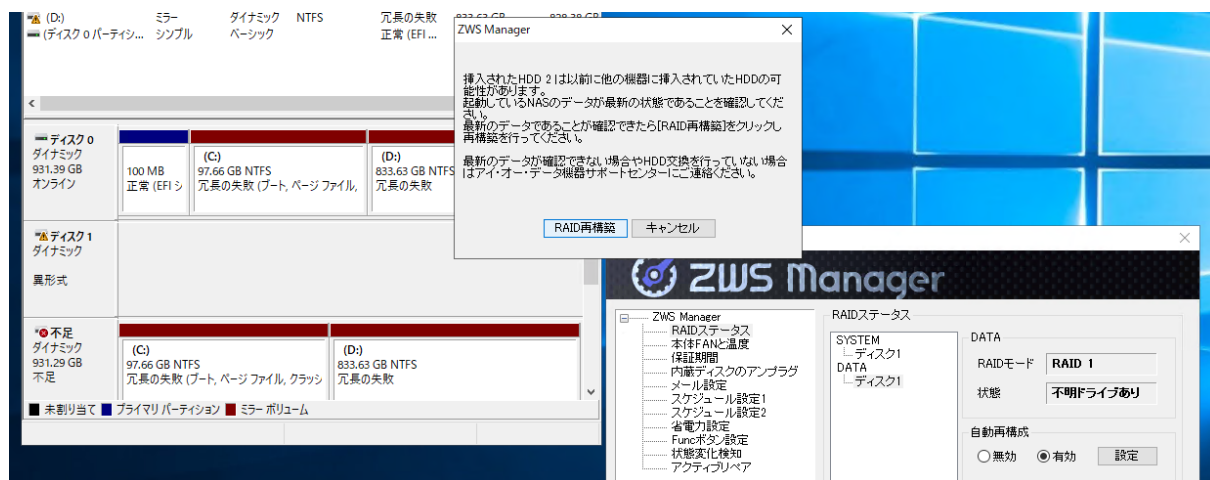 (D:) ミラー ダイナミック NTFS 冗長の失敗 833.63 GB 828.38 GB
(ディスク 0 パーティシ... シンプル ベーシック 正常 (EFI ...
ディスク 0
ダイナミック
931.39 GB
オンライン
100 MB
正常 (EFI シ
(C:)
97.66 GB NTFS
冗長の失敗 (ブート, ページ ファイル,
(D:)
833.63 GB NTFS
冗長の失敗
ディスク 1
ダイナミック
異形式
不足
ダイナミック
931.29 GB
不足
(C:)
97.66 GB NTFS
冗長の失敗 (ブート, ページ ファイル, クラッシ
(D:)
833.63 GB NTFS
冗長の失敗
未割り当て プライマリ パーティション ミラー ボリューム
ZWS Manager
挿入されたHDD 2は以前に他の機器に挿入されていたHDDの可
能性があります。
起動しているNASのデータが最新の状態であることを確認してくだ
さい。
最新のデータであることが確認できたら[RAID再構築]をクリックし
再構築を行ってください。
最新のデータが確認できない場合やHDD交換を行っていない場合
はアイ・オー・データ機器サポートセンターにご連絡ください。
RAID再構築 キャンセル
ZWS Manager
ZWS Manager
RAIDステータス
本体FANと温度
保証期間
内蔵ディスクのアンプラグ
メール設定
スケジュール設定1
スケジュール設定2
省電力設定
Funcボタン設定
状態変化検知
アクティブリペア
RAIDステータス
SYSTEM
ディスク1
DATA
ディスク1
DATA
RAIDモード RAID 1
状態 不明ドライブあり
自動再構成
無効 有効 設定